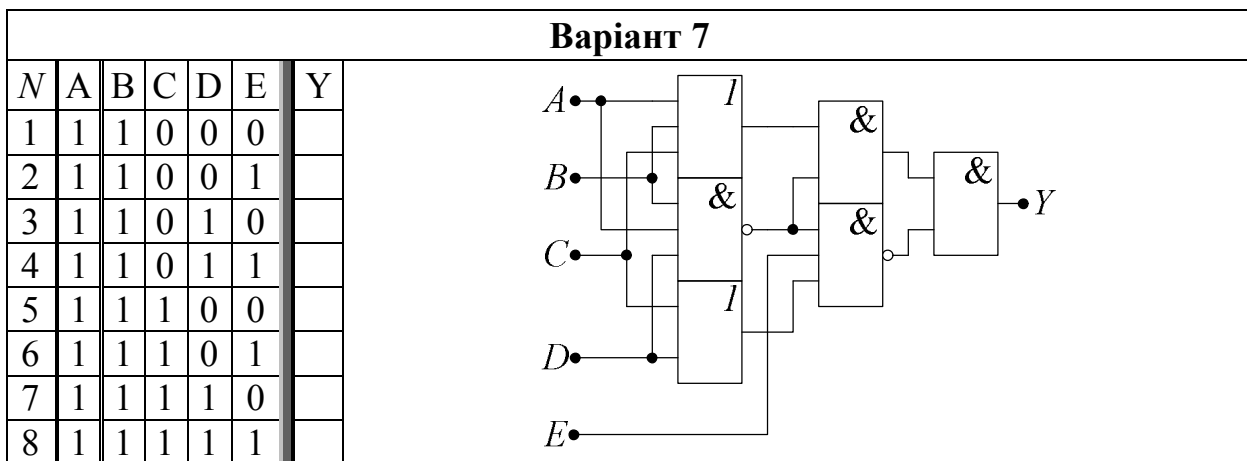 Варіант 7
N A B C D E Y
1 1 1 0 0 0
2 1 1 0 0 1
3 1 1 0 1 0
4 1 1 0 1 1
5 1 1 1 0 0
6 1 1 1 0 1
7 1 1 1 1 0
8 1 1 1 1 1
A 1 &
B & & Y
C &
D 1
E